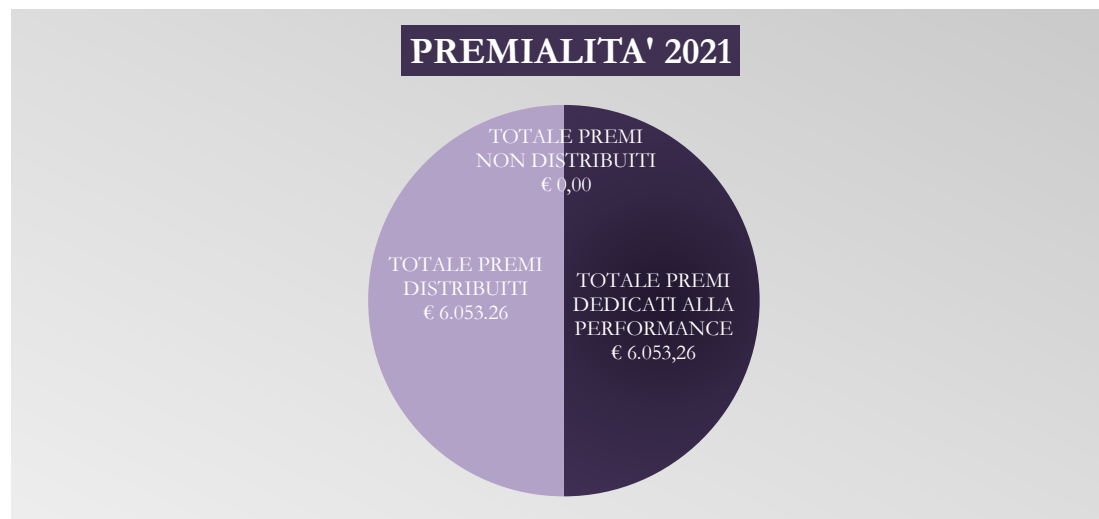 PREMIALITA' 2021
TOTALE PREMI
NON DISTRIBUITI
€ 0,00
TOTALE PREMI
DISTRIBUITI
€ 6.053.26
TOTALE PREMI
DEDICATI ALLA
PERFORMANCE
€ 6.053,26